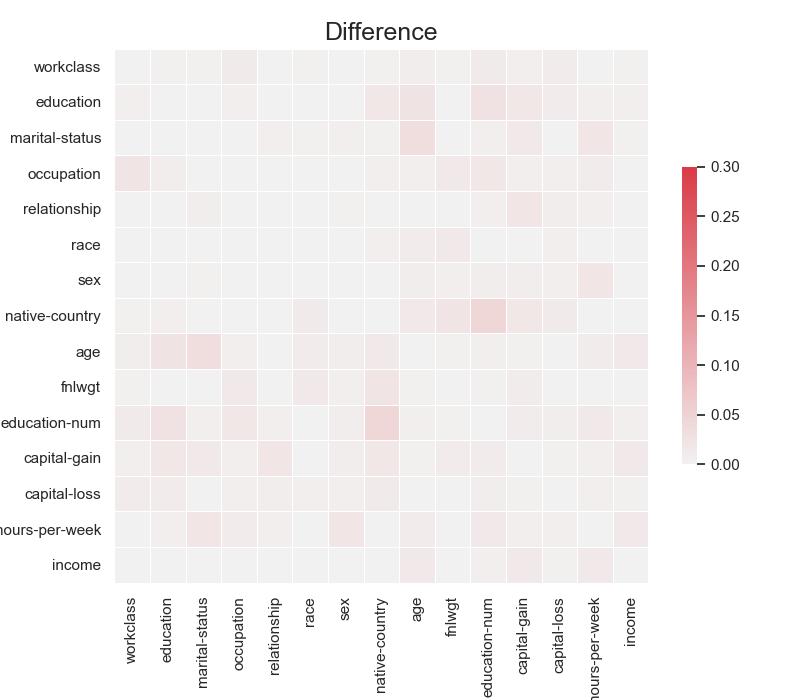 Difference
workclass
education
marital-status
occupation
relationship
race
sex
native-country
age
fnlwgt
education-num
capital-gain
capital-loss
hours-per-week
income
0.30
0.25
0.20
0.15
0.10
0.05
0.00
workclass
education
marital-status
occupation
relationship
race
sex
native-country
age
fnlwgt
education-num
capital-gain
capital-loss
hours-per-week
income